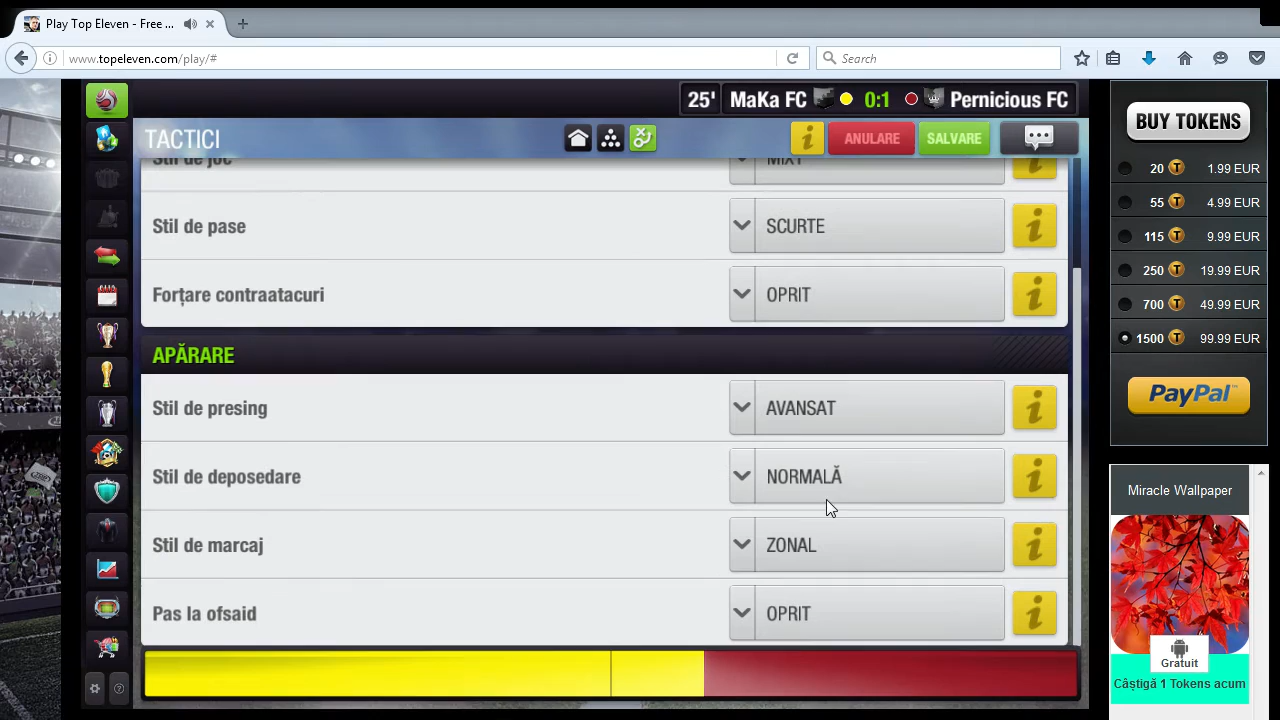 Play Top Eleven - Free ...
www.topeleven.com/play/#
Search
25' MaKa FC 0:1 Pernicious FC
TACTICI
ANULARE
SALVARE
Stil de joc
MIXT
Stil de pase
SCURTE
Forțare contraatacuri
OPRIT
APĂRARE
Stil de presing
AVANSAT
Stil de deposedare
NORMALĂ
Stil de marcaj
ZONAL
Pas la ofsaid
OPRIT
BUY TOKENS
20 T 1.99 EUR
55 T 4.99 EUR
115 T 9.99 EUR
250 T 19.99 EUR
700 T 49.99 EUR
1500 T 99.99 EUR
PayPal
Miracle Wallpaper
Gratuit
Câștigă 1 Tokens acum